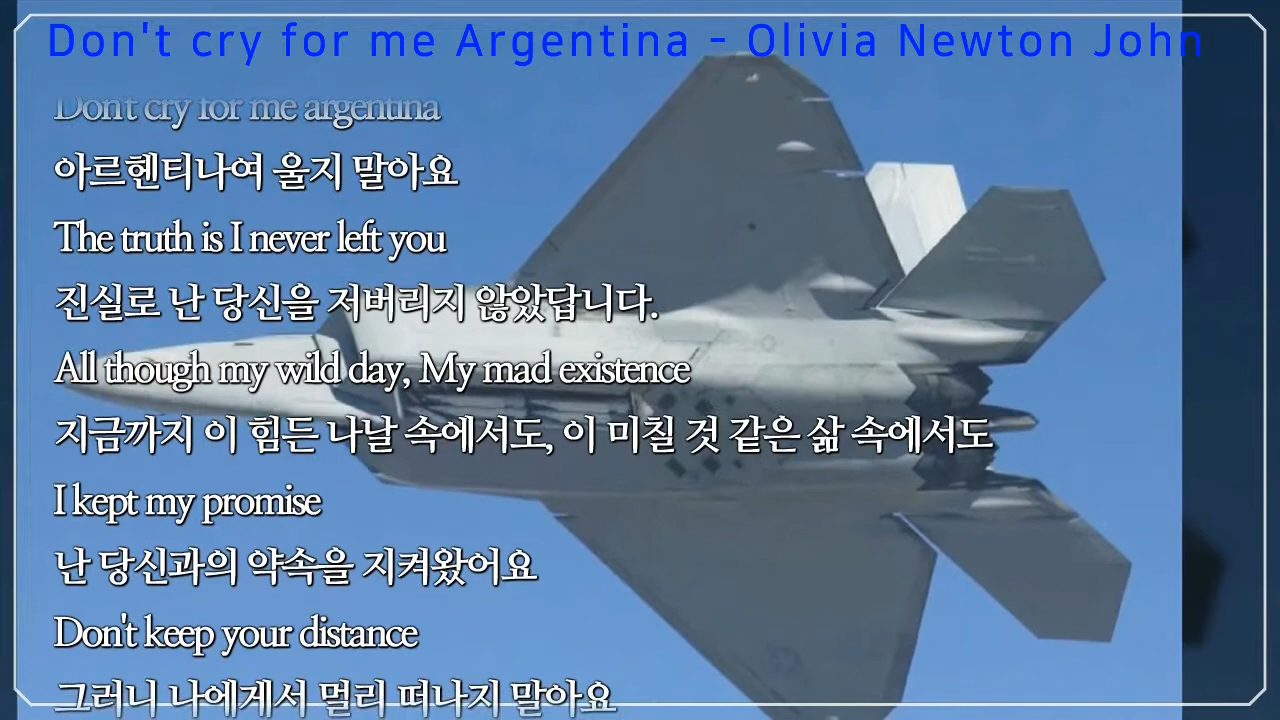 Don't cry for me Argentina - Olivia Newton John
Don't cry for me argentina
아르헨티나여 울지 말아요
The truth is I never left you
진실로 난 당신을 저버리지 않았답니다.
All though my wild day, My mad existence
지금까지 이 힘든 나날 속에서도, 이 미칠 것 같은 삶 속에서도
I kept my promise
난 당신과의 약속을 지켜왔어요
Don't keep your distance
그러니 나에게서 멀리 떠나지 말아요